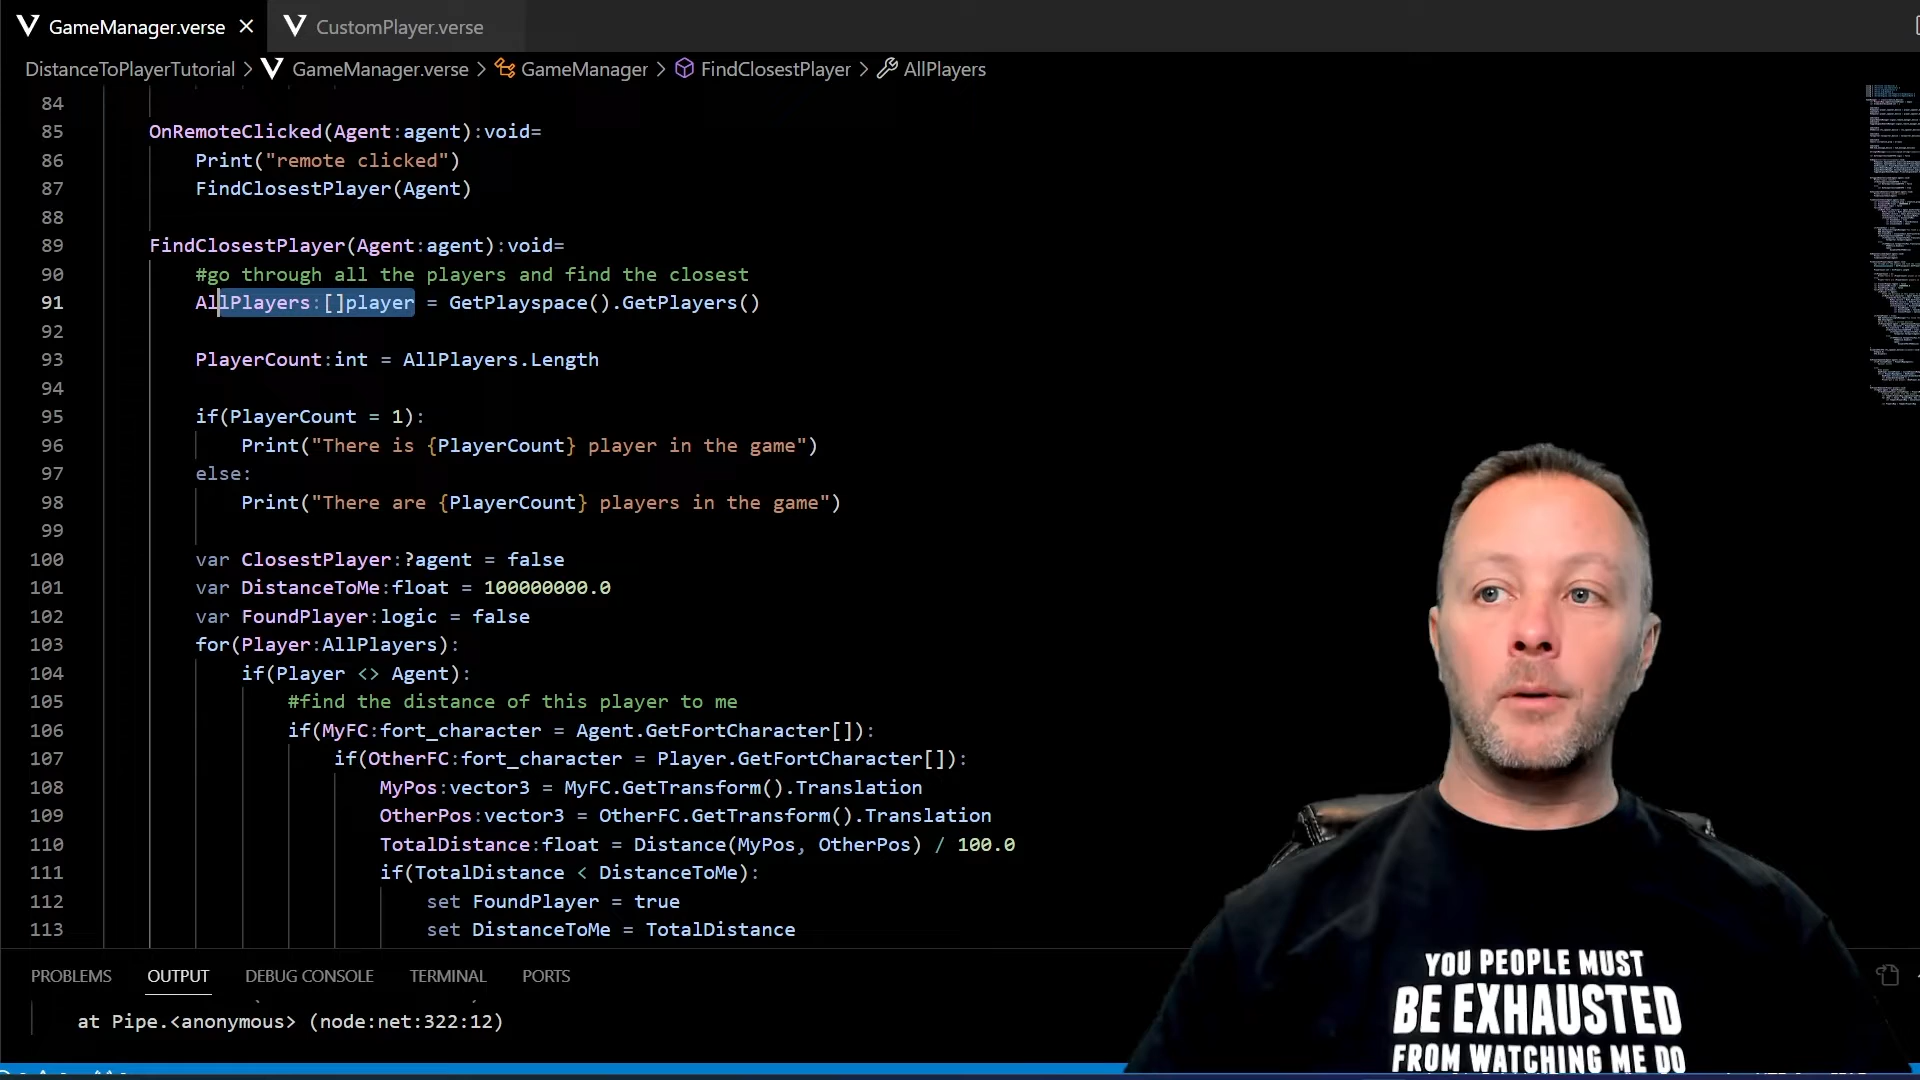 GameManager.verse
CustomPlayer.verse
DistanceToPlayerTutorial > GameManager.verse > GameManager > FindClosestPlayer > AllPlayers
84
85 OnRemoteClicked(Agent:agent):void=
86 Print("remote clicked")
87 FindClosestPlayer(Agent)
88
89 FindClosestPlayer(Agent:agent):void=
90 #go through all the players and find the closest
91 AllPlayers:[]player = GetPlayspace().GetPlayers()
92
93 PlayerCount:int = AllPlayers.Length
94
95 if(PlayerCount = 1):
96 Print("There is {PlayerCount} player in the game")
97 else:
98 Print("There are {PlayerCount} players in the game")
99
100 var ClosestPlayer:?agent = false
101 var DistanceToMe:float = 100000000.0
102 var FoundPlayer:logic = false
103 for(Player:AllPlayers):
104 if(Player <> Agent):
105 #find the distance of this player to me
106 if(MyFC:fort_character = Agent.GetFortCharacter[]):
107 if(OtherFC:fort_character = Player.GetFortCharacter[]):
108 MyPos:vector3 = MyFC.GetTransform().Translation
109 OtherPos:vector3 = OtherFC.GetTransform().Translation
110 TotalDistance:float = Distance(MyPos, OtherPos) / 100.0
111 if(TotalDistance < DistanceToMe):
112 set FoundPlayer = true
113 set DistanceToMe = TotalDistance
PROBLEMS OUTPUT DEBUG CONSOLE TERMINAL PORTS
at Pipe.<anonymous> (node:net:322:12)
YOU PEOPLE MUST
BE EXHAUSTED
FROM WATCHING ME DO